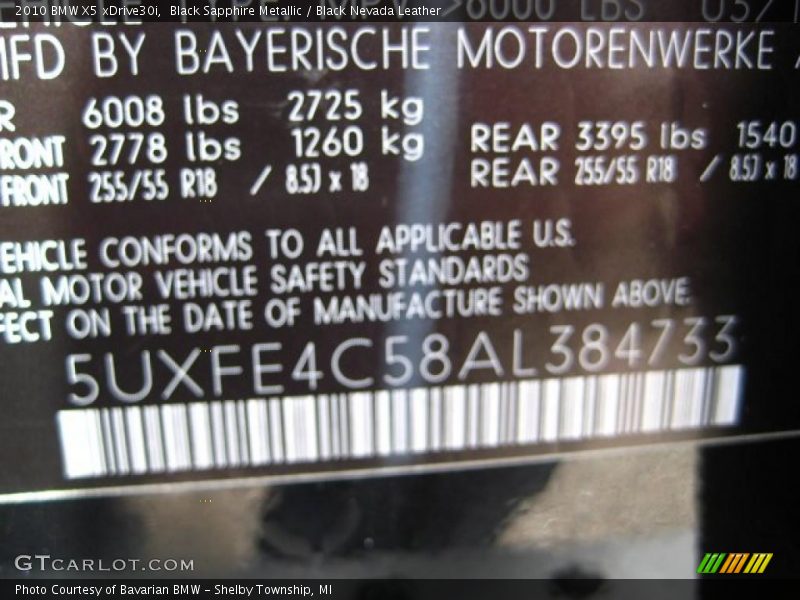 2010 BMW X5 xDrive30i, Black Sapphire Metallic / Black Nevada Leather
6000 LBS
MFD BY BAYERISCHE MOTORENWERKE
6008 lbs 2725 kg
RONT 2778 lbs 1260 kg REAR 3395 lbs 1540
FRONT 255/55 R18 / 8.5J x 18 REAR 255/55 R18 / 8.5J x 18
EHICLE CONFORMS TO ALL APPLICABLE U.S.
AL MOTOR VEHICLE SAFETY STANDARDS
FECT ON THE DATE OF MANUFACTURE SHOWN ABOVE.
5UXFE4C58AL384733
GTCARLOT.COM
Photo Courtesy of Bavarian BMW - Shelby Township, MI